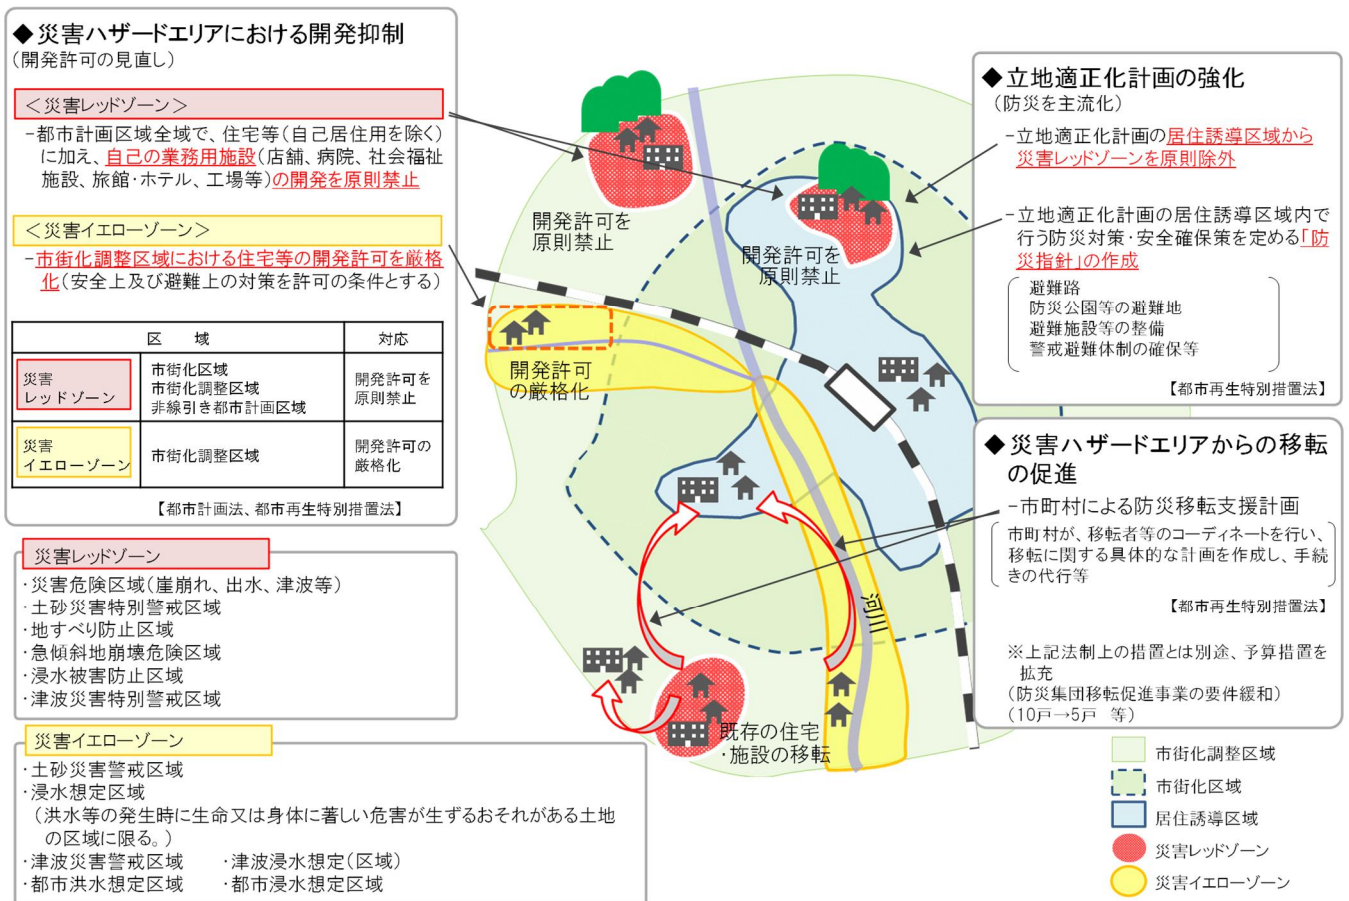 ◆災害ハザードエリアにおける開発抑制
（開発許可の見直し）
＜災害レッドゾーン＞
－都市計画区域全域で、住宅等（自己居住用を除く）
に加え、自己の業務用施設（店舗、病院、社会福祉
施設、旅館・ホテル、工場等）の開発を原則禁止
＜災害イエローゾーン＞
－市街化調整区域における住宅等の開発許可を厳格
化（安全上及び避難上の対策を許可の条件とする）
区　域
対応
災害
レッドゾーン
市街化区域
市街化調整区域
非線引き都市計画区域
開発許可を
原則禁止
災害
イエローゾーン
市街化調整区域
開発許可の
厳格化
【都市計画法、都市再生特別措置法】
災害レッドゾーン
・災害危険区域（崖崩れ、出水、津波等）
・土砂災害特別警戒区域
・地すべり防止区域
・急傾斜地崩壊危険区域
・浸水被害防止区域
・津波災害特別警戒区域
災害イエローゾーン
・土砂災害警戒区域
・浸水想定区域
（洪水等の発生時に生命又は身体に著しい危害が生ずるおそれがある土地
の区域に限る。）
・津波災害警戒区域　・津波浸水想定（区域）
・都市洪水想定区域　・都市浸水想定区域
開発許可を
原則禁止
開発許可を
原則禁止
開発許可
の厳格化
河川
既存の住宅
・施設の移転
◆立地適正化計画の強化
（防災を主流化）
－立地適正化計画の居住誘導区域から
災害レッドゾーンを原則除外
－立地適正化計画の居住誘導区域内で
行う防災対策・安全確保策を定める「防
災指針」の作成
避難路
防災公園等の避難地
避難施設等の整備
警戒避難体制の確保等
【都市再生特別措置法】
◆災害ハザードエリアからの移転
の促進
－市町村による防災移転支援計画
市町村が、移転者等のコーディネートを行い、
移転に関する具体的な計画を作成し、手続
きの代行等
【都市再生特別措置法】
※上記法制上の措置とは別途、予算措置を
拡充
（防災集団移転促進事業の要件緩和）
（10戸→5戸　等）
市街化調整区域
市街化区域
居住誘導区域
災害レッドゾーン
災害イエローゾーン